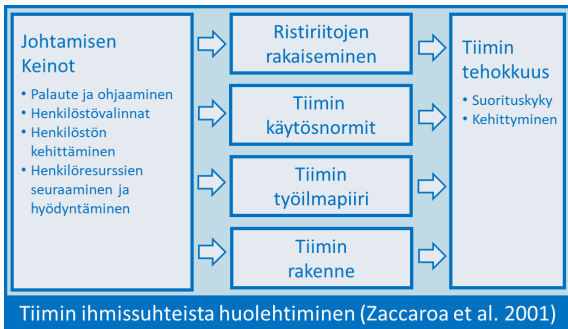 Johtamisen
Keinot
• Palaute ja ohjaaminen
• Henkilöstövalinnat
• Henkilöstön
kehittäminen
• Henkilöresurssien
seuraaminen ja
hyödyntäminen
Ristiriitojen
rakaiseminen
Tiimin
käytösnormit
Tiimin
työilmapiiri
Tiimin
rakenne
Tiimin
tehokkuus
• Suorituskyky
• Kehittyminen
Tiimin ihmissuhteista huolehtiminen (Zaccaroa et al. 2001)